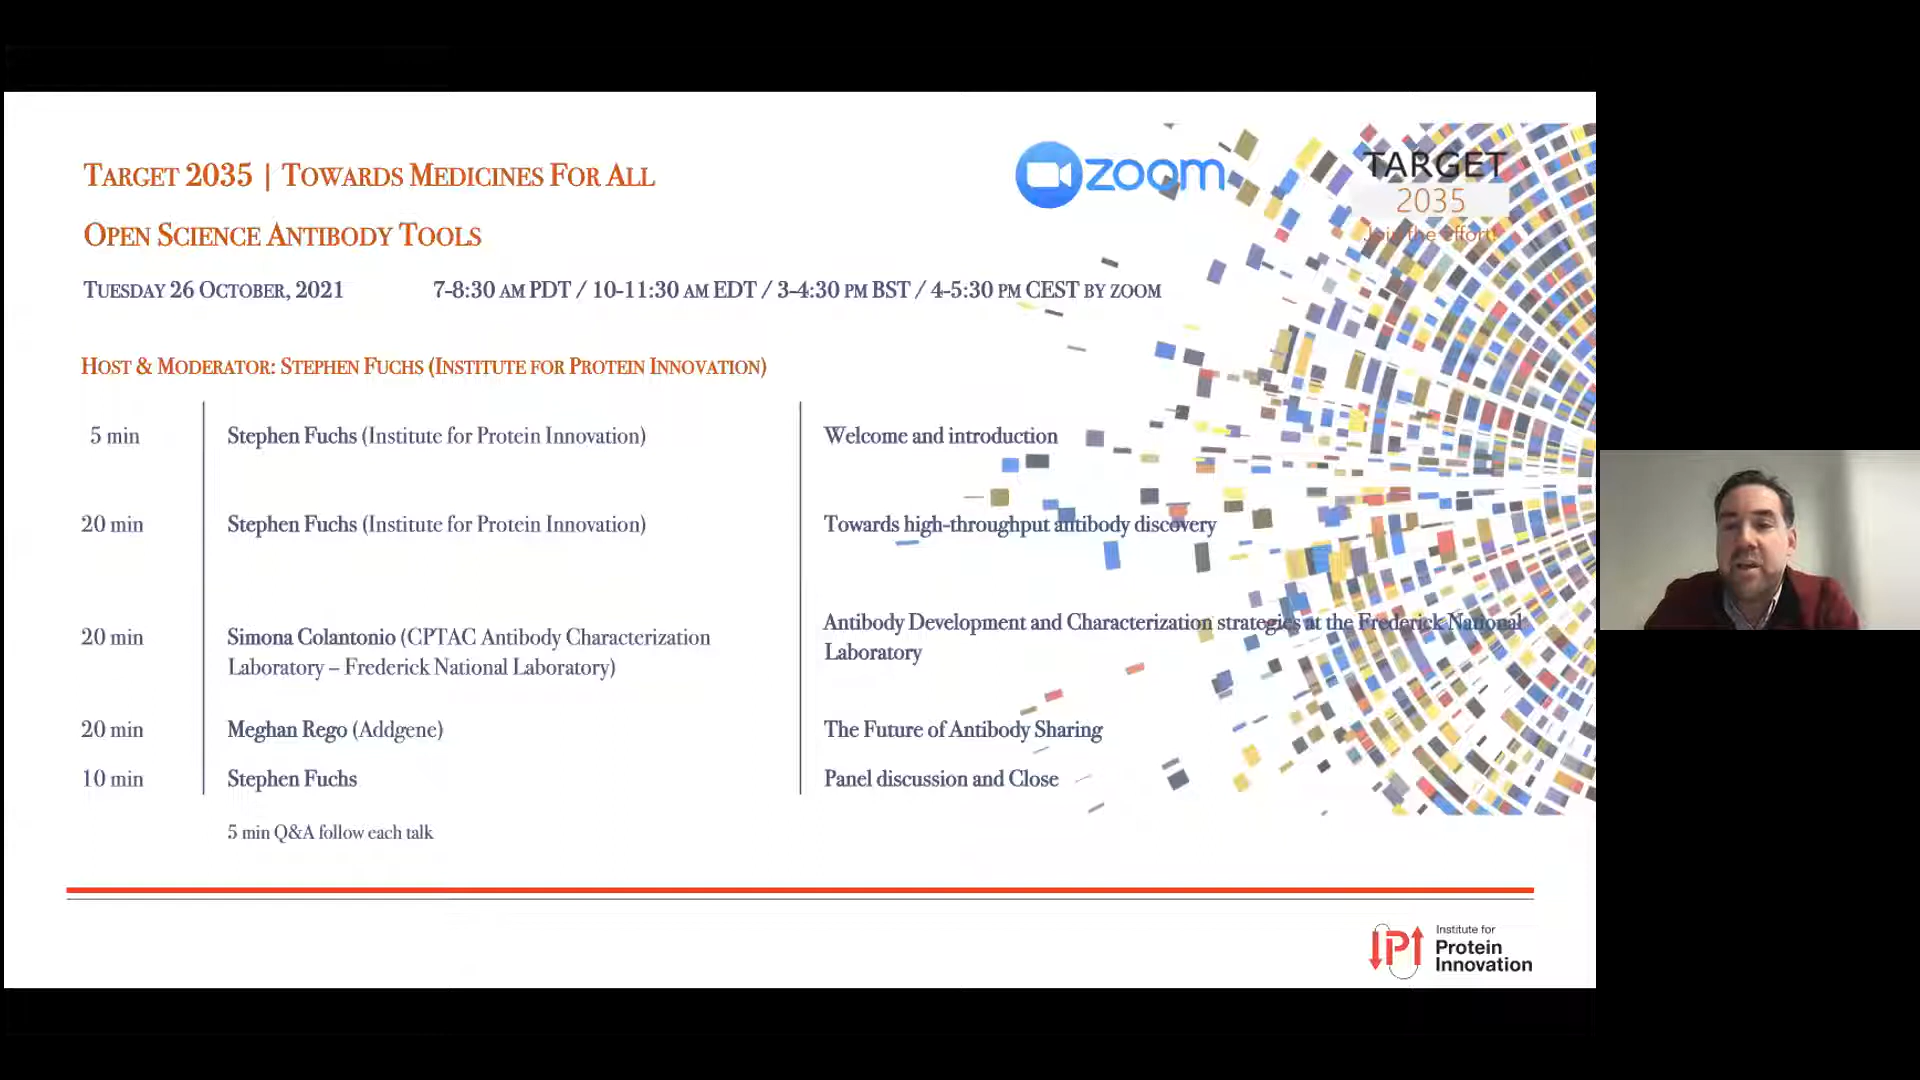 TARGET 2035 | TOWARDS MEDICINES FOR ALL
zoom
TARGET
2035
Join the effort!
OPEN SCIENCE ANTIBODY TOOLS
TUESDAY 26 OCTOBER, 2021 7-8:30 AM PDT / 10-11:30 AM EDT / 3-4:30 PM BST / 4-5:30 PM CEST BY ZOOM
HOST & MODERATOR: STEPHEN FUCHS (INSTITUTE FOR PROTEIN INNOVATION)
5 min Stephen Fuchs (Institute for Protein Innovation) Welcome and introduction
20 min Stephen Fuchs (Institute for Protein Innovation) Towards high-throughput antibody discovery
20 min Simona Colantonio (CPTAC Antibody Characterization
Laboratory – Frederick National Laboratory)
Antibody Development and Characterization strategies at the Frederick National
Laboratory
20 min Meghan Rego (Addgene) The Future of Antibody Sharing
10 min Stephen Fuchs Panel discussion and Close
5 min Q&A follow each talk
IPI
Institute for
Protein
Innovation